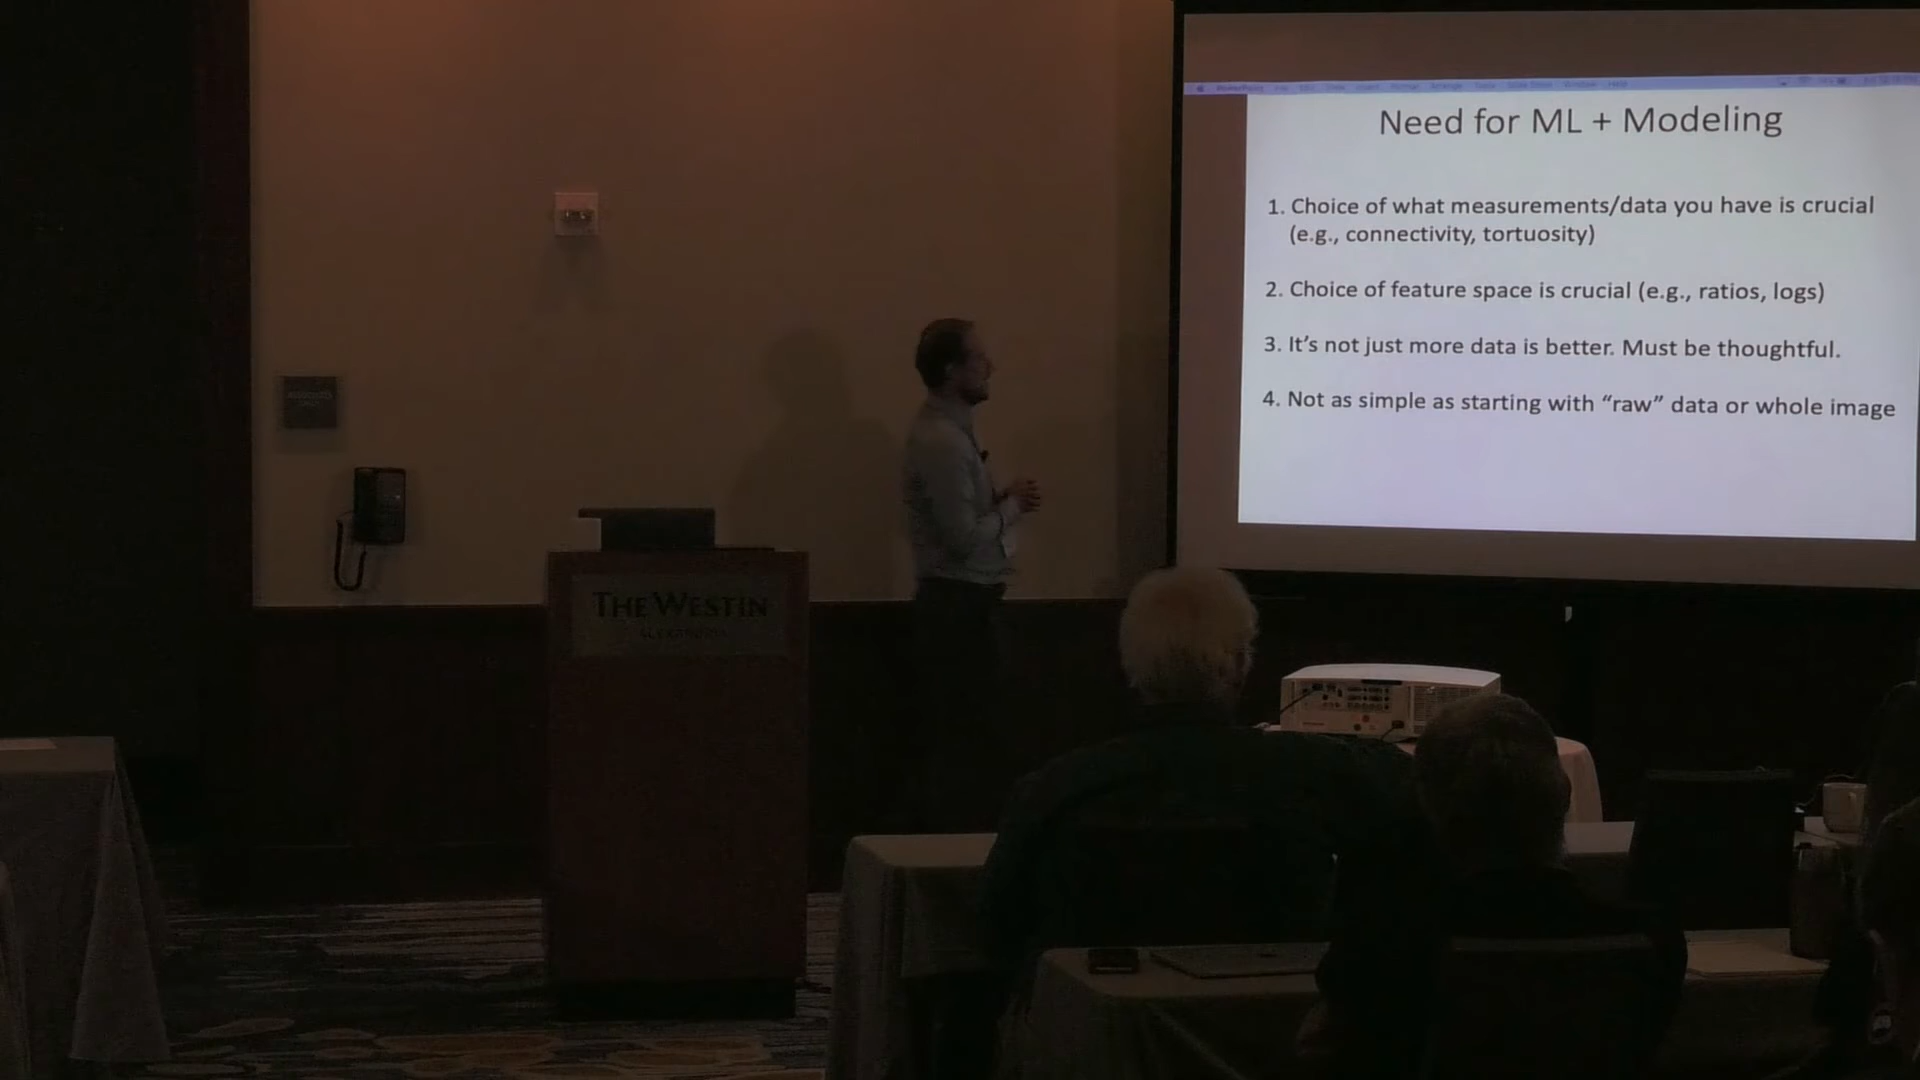 Need for ML + Modeling
1. Choice of what measurements/data you have is crucial
(e.g., connectivity, tortuosity)
2. Choice of feature space is crucial (e.g., ratios, logs)
3. It’s not just more data is better. Must be thoughtful.
4. Not as simple as starting with “raw” data or whole image
THE WESTIN
ALEXANDRIA